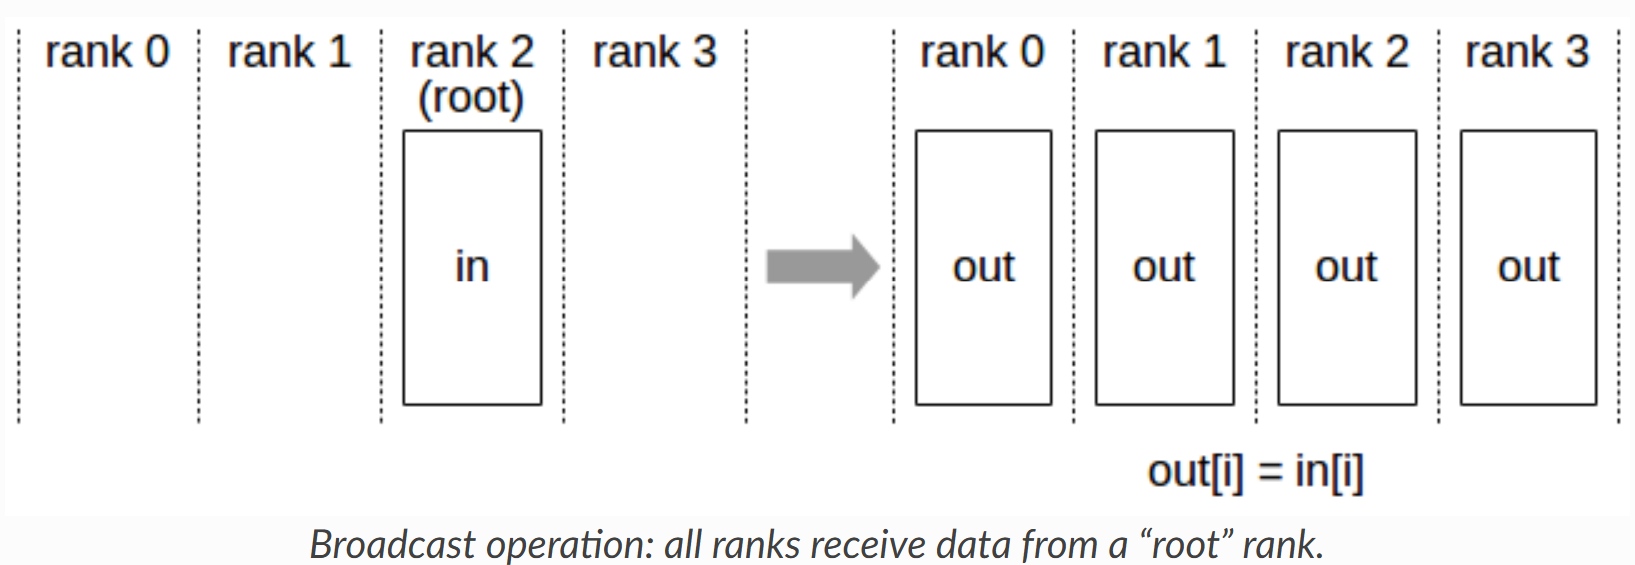 rank 0 rank 1 rank 2 rank 3 rank 0 rank 1 rank 2 rank 3
(root)
in out out out out
out[i] = in[i]
Broadcast operation: all ranks receive data from a “root” rank.